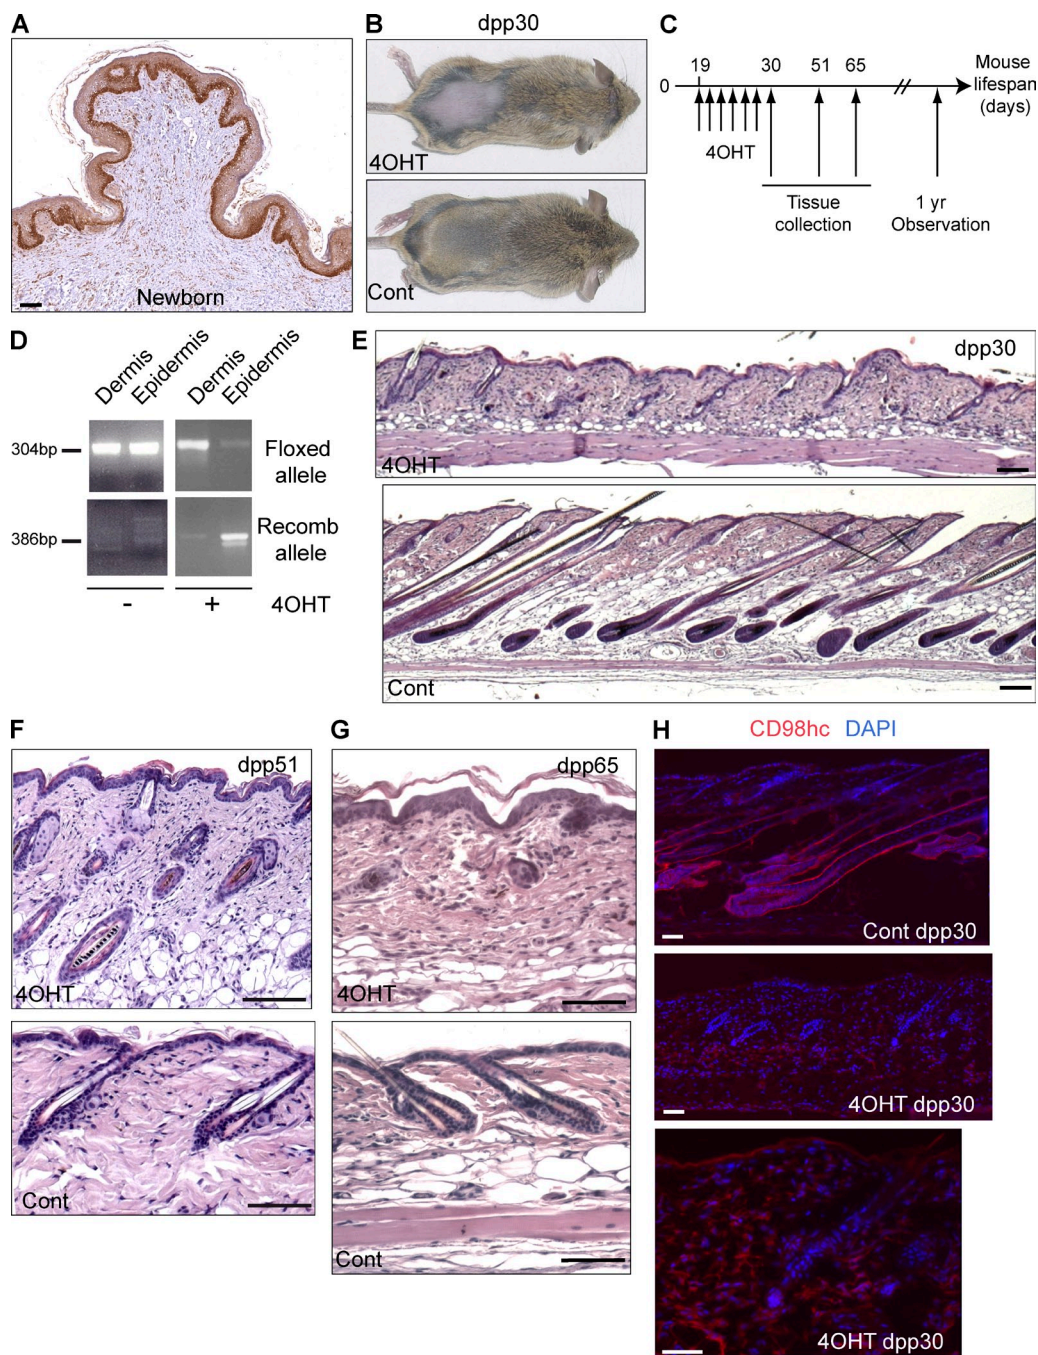 A
Newborn
B
dpp30
4OHT
Cont
C
19 30 51 65
0
Mouse
lifespan
(days)
4OHT
Tissue
collection
1 yr
Observation
D
Dermis
Epidermis
Dermis
Epidermis
304bp
Floxed
allele
386bp
Recomb
allele
- + 4OHT
E
dpp30
4OHT
Cont
F
dpp51
4OHT
Cont
G
dpp65
4OHT
Cont
H
CD98hc DAPI
Cont dpp30
4OHT dpp30
4OHT dpp30